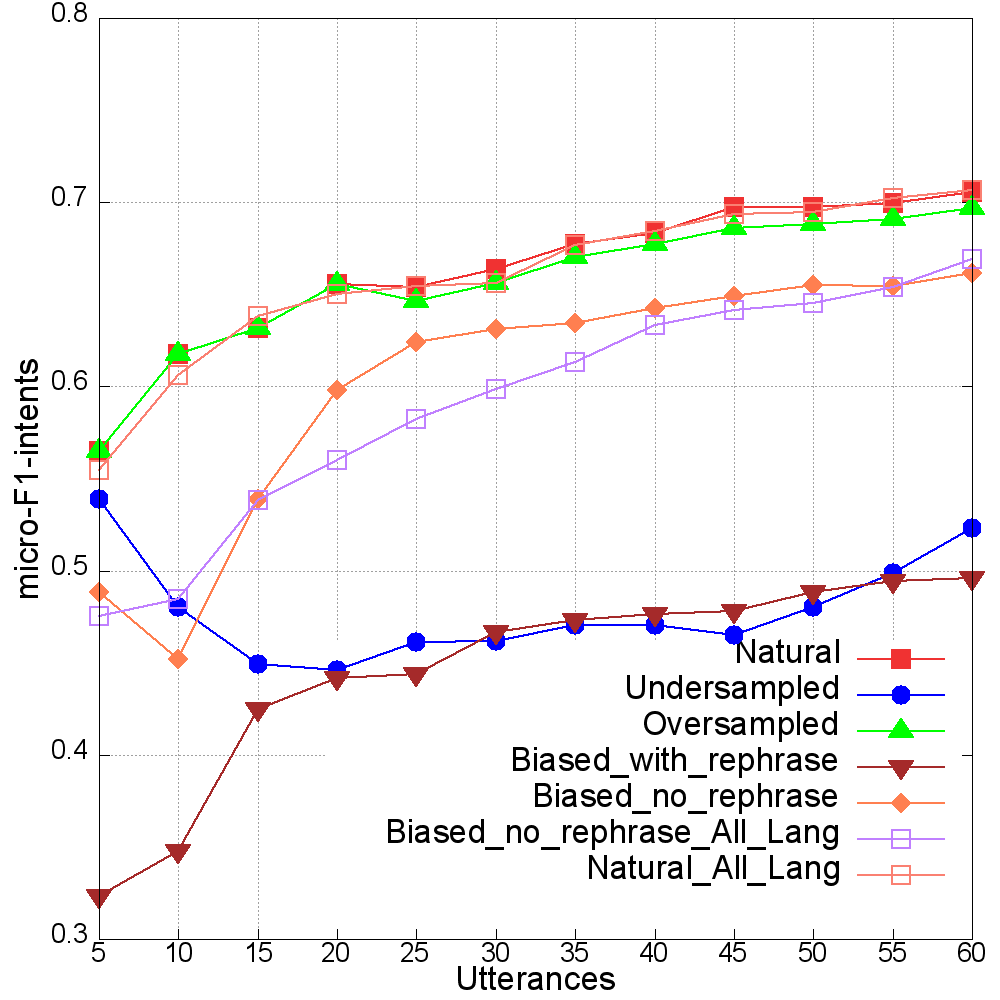 0.8
0.7
0.6
0.5
0.4
0.3
micro-F1-intents
Natural
Undersampled
Oversampled
Biased_with_rephrase
Biased_no_rephrase
Biased_no_rephrase_All_Lang
Natural_All_Lang
5 10 15 20 25 30 35 40 45 50 55 60
Utterances